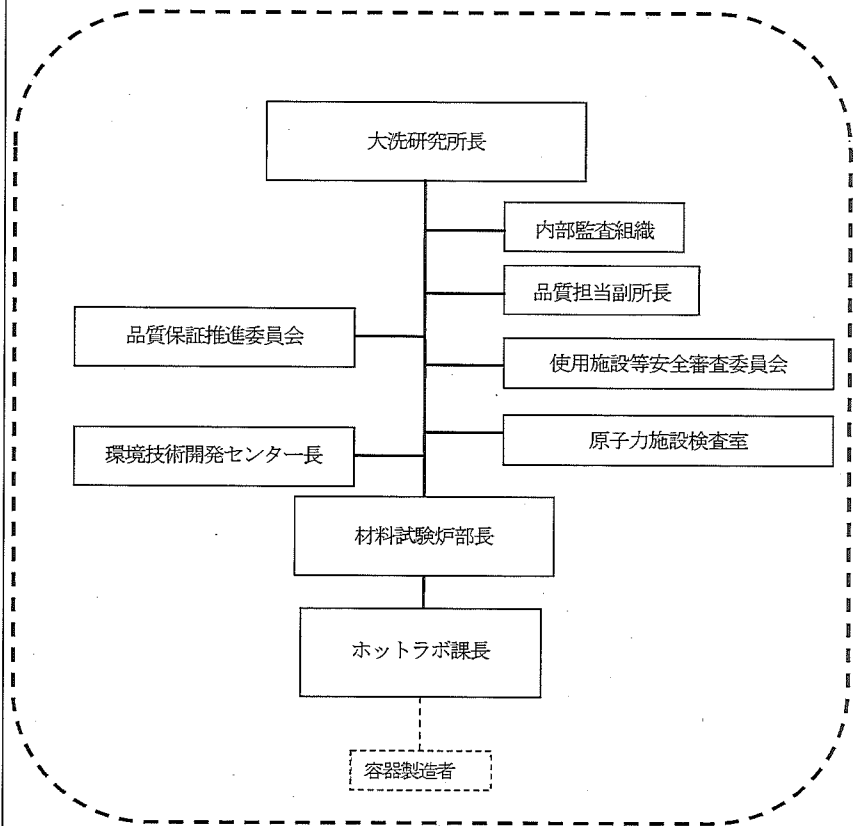 大洗研究所長
内部監査組織
品質担当副所長
品質保証推進委員会
使用施設等安全審査委員会
原子力施設検査室
環境技術開発センター長
材料試験炉部長
ホットラボ課長
容器製造者